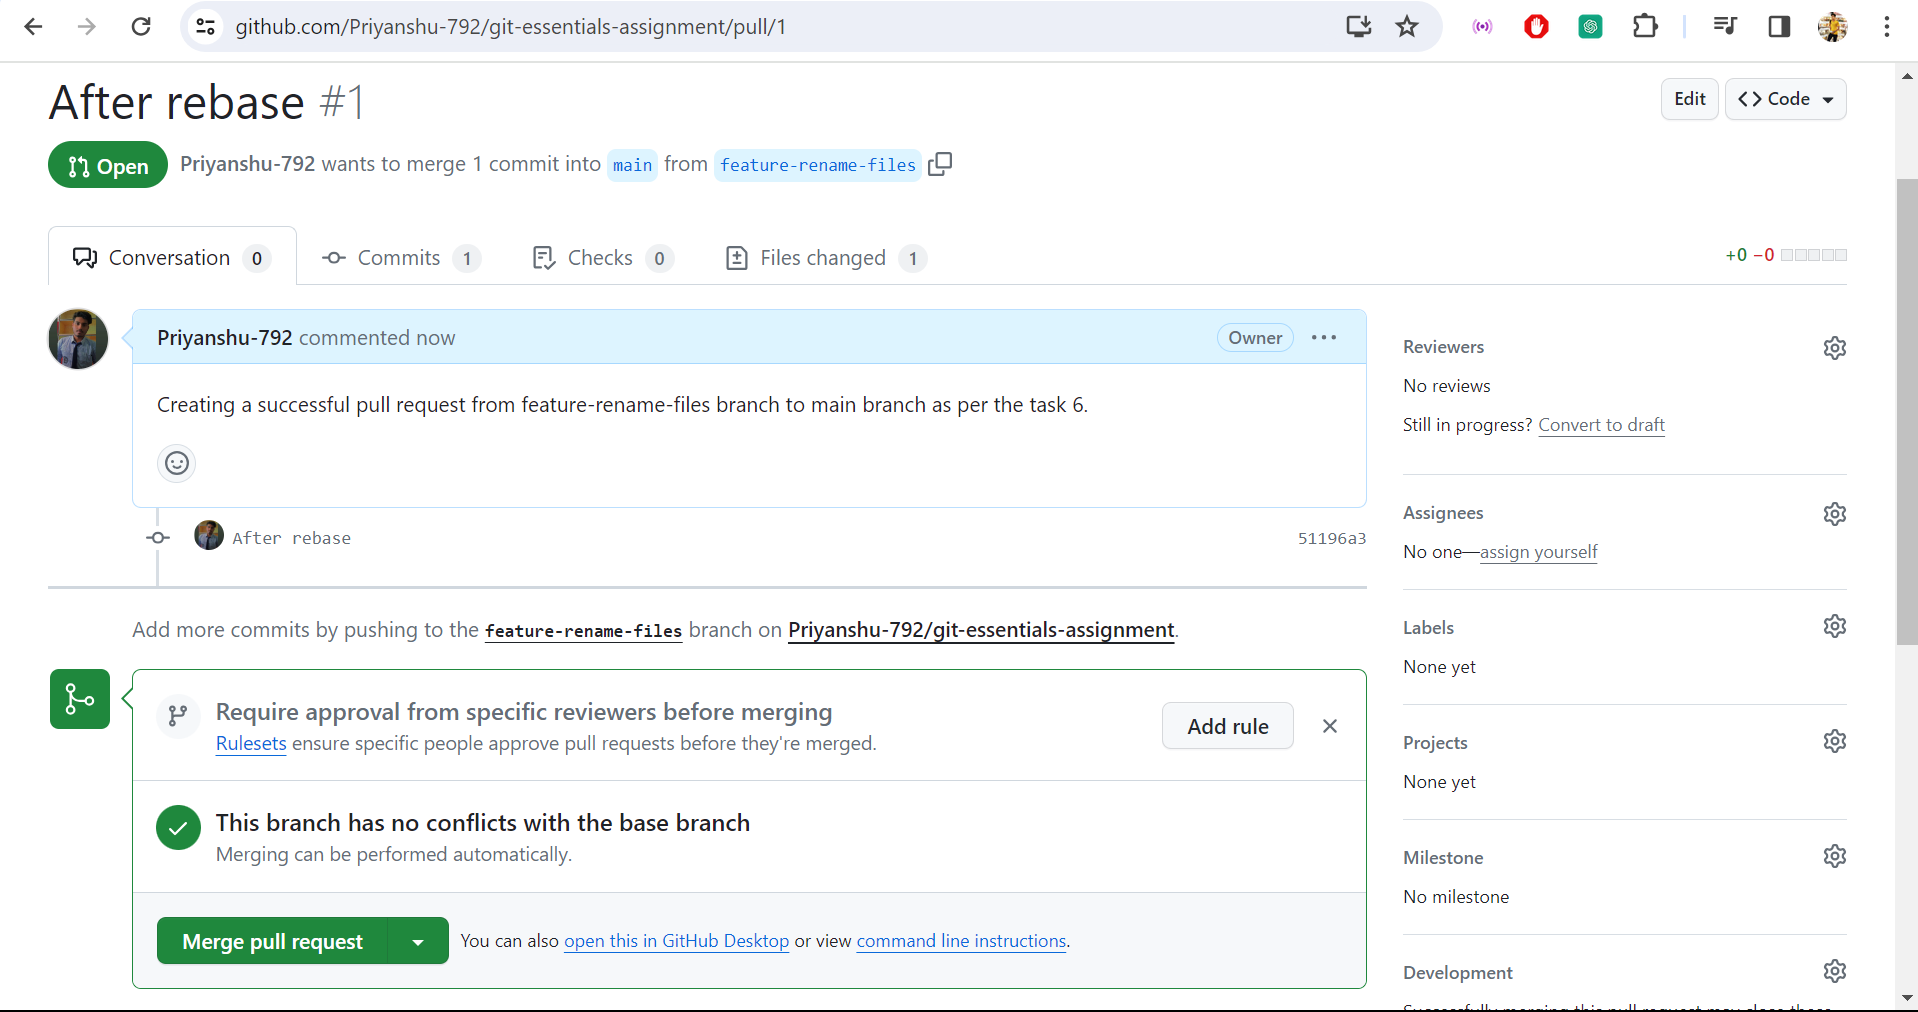 github.com/Priyanshu-792/git-essentials-assignment/pull/1
After rebase #1
Edit
Code
Open
Priyanshu-792 wants to merge 1 commit into main from feature-rename-files
Conversation 0
Commits 1
Checks 0
Files changed 1
+0 −0
Priyanshu-792 commented now
Owner
Creating a successful pull request from feature-rename-files branch to main branch as per the task 6.
After rebase
51196a3
Add more commits by pushing to the feature-rename-files branch on Priyanshu-792/git-essentials-assignment.
Require approval from specific reviewers before merging
Rulesets ensure specific people approve pull requests before they're merged.
Add rule
This branch has no conflicts with the base branch
Merging can be performed automatically.
Merge pull request
You can also open this in GitHub Desktop or view command line instructions.
Reviewers
No reviews
Still in progress? Convert to draft
Assignees
No one—assign yourself
Labels
None yet
Projects
None yet
Milestone
No milestone
Development
Successfully merging this pull request may close these